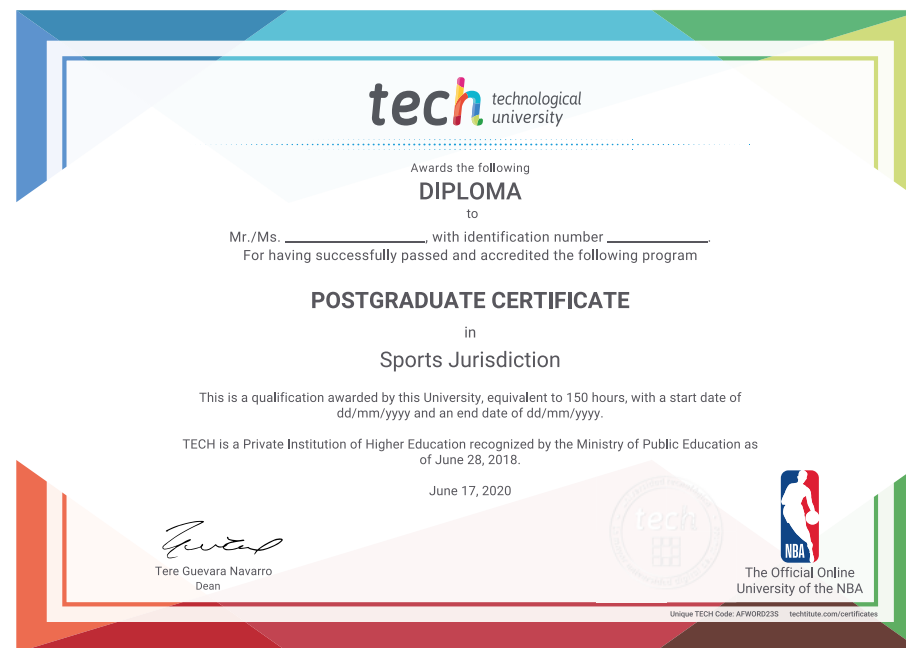 tech technological
university
Awards the following
DIPLOMA
to
Mr./Ms. ________________, with identification number ____________.
For having successfully passed and accredited the following program
POSTGRADUATE CERTIFICATE
in
Sports Jurisdiction
This is a qualification awarded by this University, equivalent to 150 hours, with a start date of
dd/mm/yyyy and an end date of dd/mm/yyyy.
TECH is a Private Institution of Higher Education recognized by the Ministry of Public Education as
of June 28, 2018.
June 17, 2020
tech
NBA
Tere Guevara Navarro
Dean
The Official Online
University of the NBA
Unique TECH Code: AFWORD23S techtitute.com/certificates